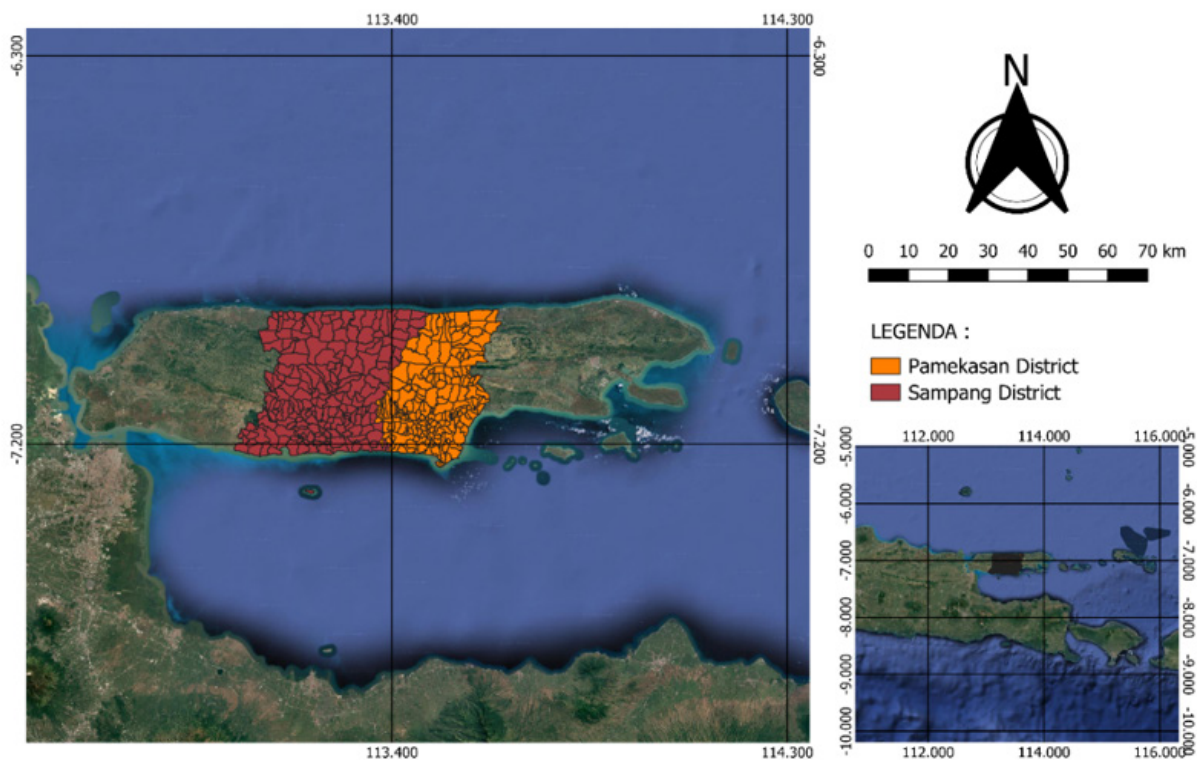 113.400 114.300
-6.300 -6.300
-7.200 -7.200
113.400 114.300
N
0 10 20 30 40 50 60 70 km
LEGENDA :
Pamekasan District
Sampang District
112.000 114.000 116.000
-5.000 -5.000
-6.000 -6.000
-7.000 -7.000
-8.000 -8.000
-9.000 -9.000
-10.000 -10.000
112.000 114.000 116.000